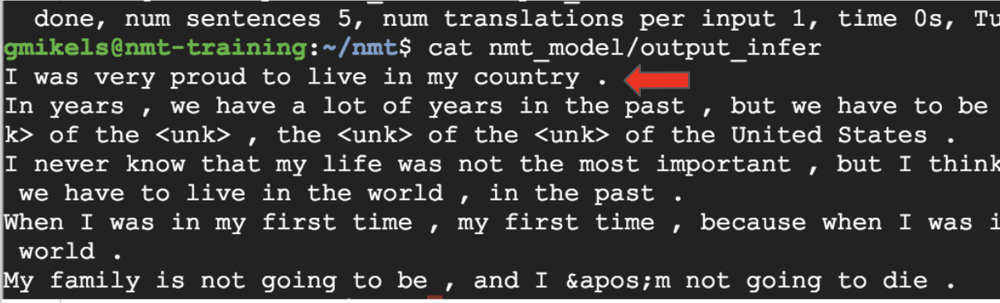 done, num sentences 5, num translations per input 1, time 0s, Tu
gmikels@nmt-training:~/nmt$ cat nmt_model/output_infer
I was very proud to live in my country .
In years , we have a lot of years in the past , but we have to be
k> of the <unk> , the <unk> of the <unk> of the United States .
I never know that my life was not the most important , but I think
we have to live in the world , in the past .
When I was in my first time , my first time , because when I was i
world .
My family is not going to be , and I &apos;m not going to die .